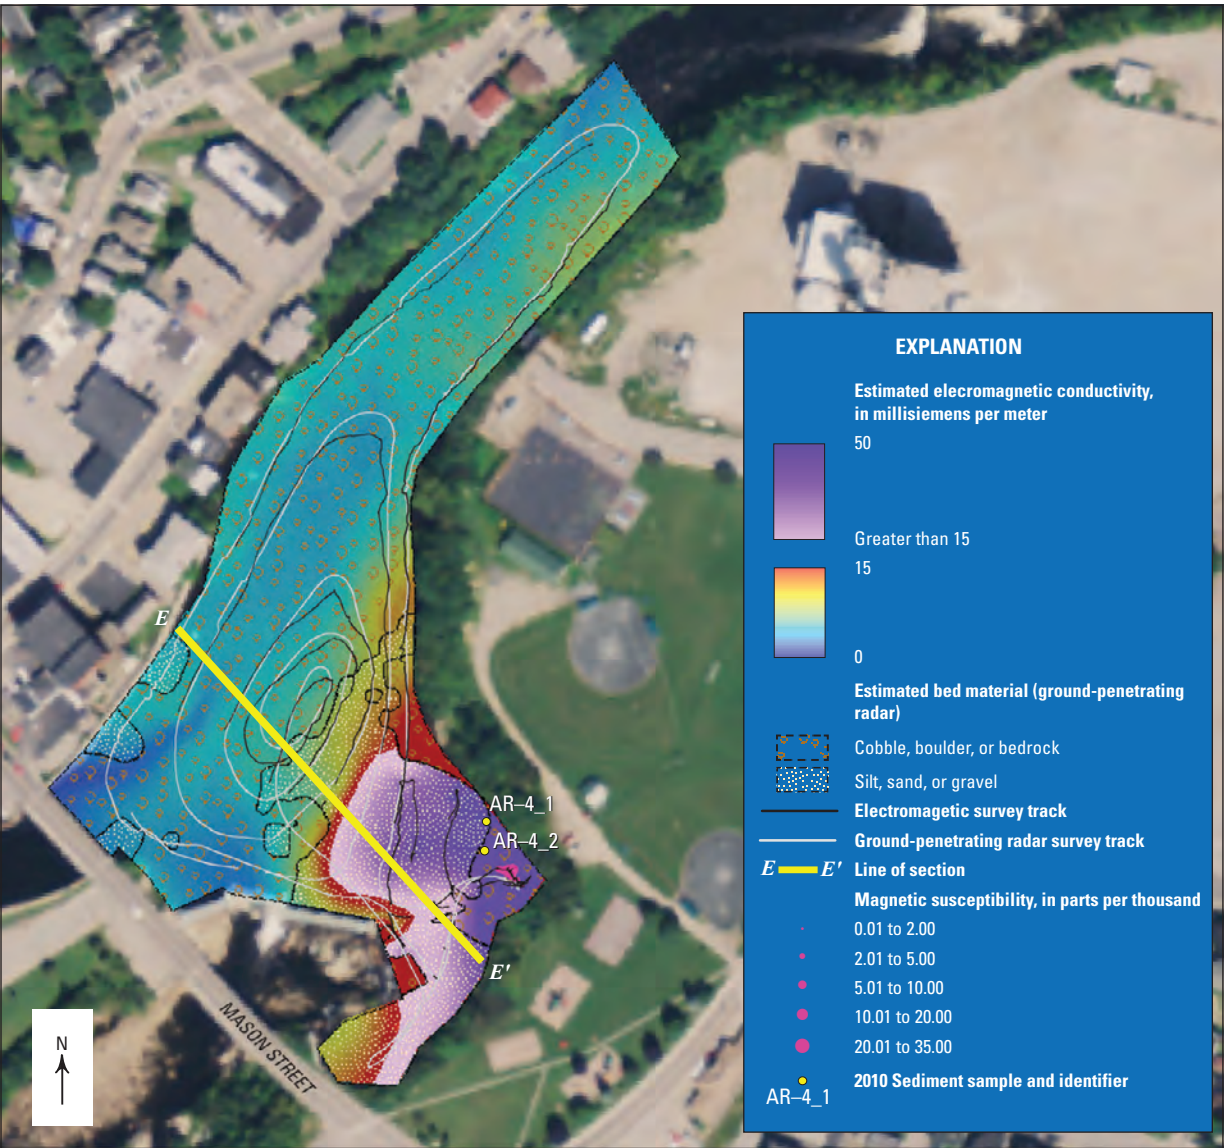 E
AR–4_1
AR–4_2
E′
MASON STREET
N
EXPLANATION
Estimated elecromagnetic conductivity,
in millisiemens per meter
50
Greater than 15
15
0
Estimated bed material (ground-penetrating
radar)
Cobble, boulder, or bedrock
Silt, sand, or gravel
Electromagetic survey track
Ground-penetrating radar survey track
E E′ Line of section
Magnetic susceptibility, in parts per thousand
0.01 to 2.00
2.01 to 5.00
5.01 to 10.00
10.01 to 20.00
20.01 to 35.00
2010 Sediment sample and identifier
AR–4_1